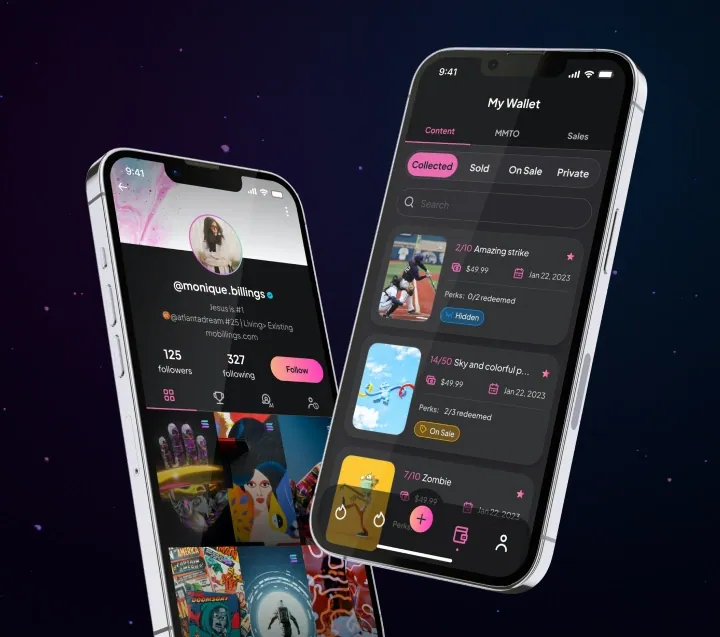 9:41
@monique.billings
Jesus is #1
@atlantadream #25 | Living> Existing
mobillings.com
125
followers
327
following
Follow
AMERICA
DOOMSDAY
9:41
My Wallet
Content
MMTO
Sales
Collected
Sold
On Sale
Private
Search
2/10 Amazing strike
$49.99
Jan 22, 2023
Perks: 0/2 redeemed
Hidden
14/50 Sky and colorful p...
$49.99
Jan 22, 2023
Perks: 2/3 redeemed
On Sale
7/10 Zombie
$49.99
Jan 22, 2023
Perks